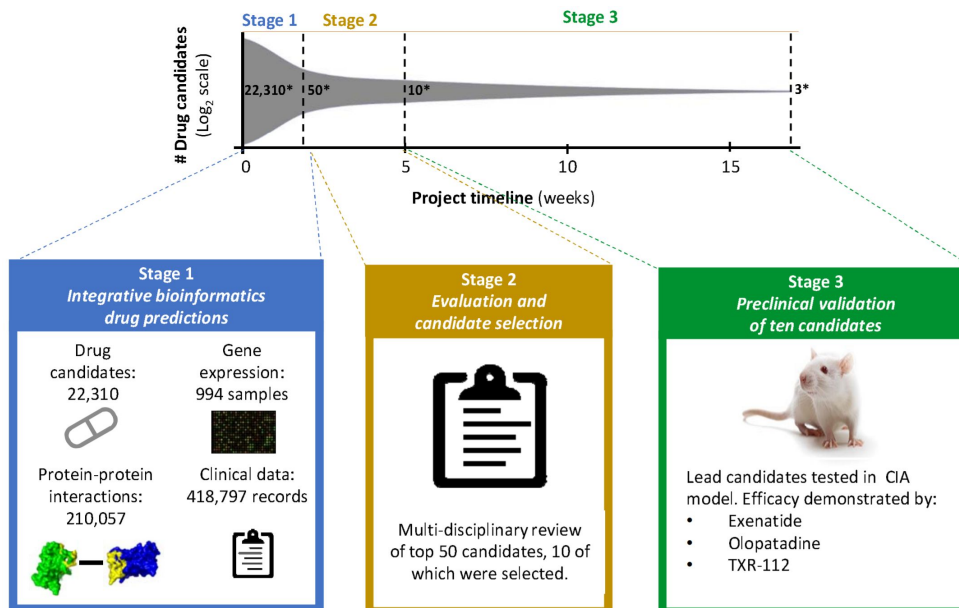 Stage 1
Stage 2
Stage 3
# Drug candidates
(Log2 scale)
22,310*
50*
10*
3*
0
5
10
15
Project timeline (weeks)
Stage 1
Integrative bioinformatics
drug predictions
Drug
candidates:
22,310
Gene
expression:
994 samples
Protein-protein
interactions:
210,057
Clinical data:
418,797 records
Stage 2
Evaluation and
candidate selection
Multi-disciplinary review
of top 50 candidates, 10 of
which were selected.
Stage 3
Preclinical validation
of ten candidates
Lead candidates tested in CIA
model. Efficacy demonstrated by:
• Exenatide
• Olopatadine
• TXR-112